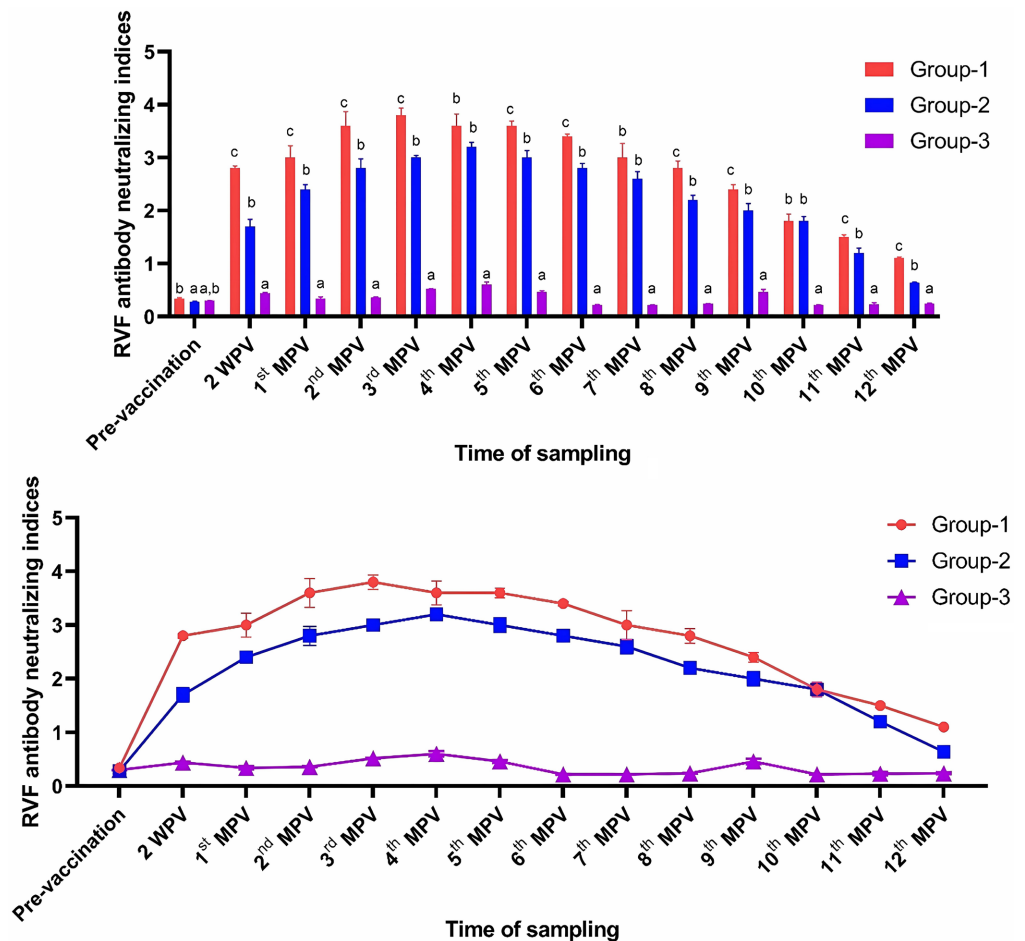 RVF antibody neutralizing indices
5
4
3
2
1
0
Group-1
Group-2
Group-3
b a a,b
c b a
c b a
c b a
c b a
b b a
c b a
c b a
b b a
c b a
c b a
b b a
c b a
c b a
Pre-vaccination
2 WPV
1st MPV
2nd MPV
3rd MPV
4th MPV
5th MPV
6th MPV
7th MPV
8th MPV
9th MPV
10th MPV
11th MPV
12th MPV
Time of sampling
RVF antibody neutralizing indices
5
4
3
2
1
0
Group-1
Group-2
Group-3
Pre-vaccination
2 WPV
1st MPV
2nd MPV
3rd MPV
4th MPV
5th MPV
6th MPV
7th MPV
8th MPV
9th MPV
10th MPV
11th MPV
12th MPV
Time of sampling